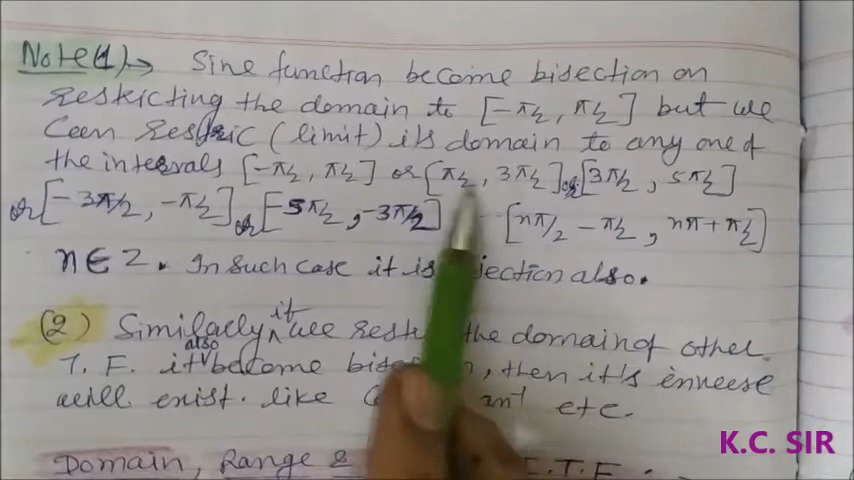 Note(1)→ Sine function become bisection on
restricting the domain to [-π/2, π/2] but we
can restric (limit) its domain to any one of
the intervals [-π/2, π/2] or [π/2, 3π/2] or [3π/2, 5π/2]
or [-3π/2, -π/2] or [-5π/2, -3π/2] - [nπ/2 - π/2, nπ+π/2]
n∈Z. In such case it is jection also.
(2) Similarly it we rest the domain of other
T. F. it also become bise , then it's inverse
will exist. like etc.
Domain, Range & I.T.F :
K.C. SIR